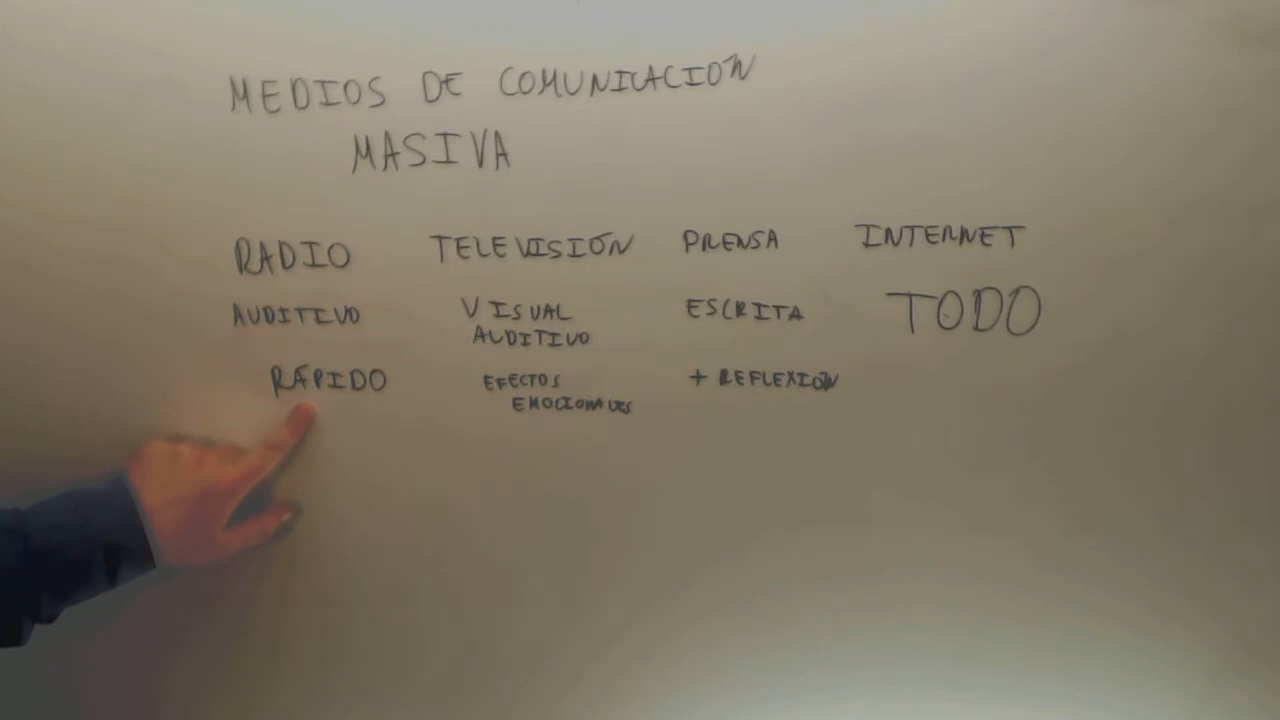 MEDIOS DE COMUNICACION
MASIVA
RADIO TELEVISIÓN PRENSA INTERNET
AUDITIVO VISUAL AUDITIVO ESCRITA TODO
RÁPIDO EFECTOS EMOCIONALES + REFLEXIÓN